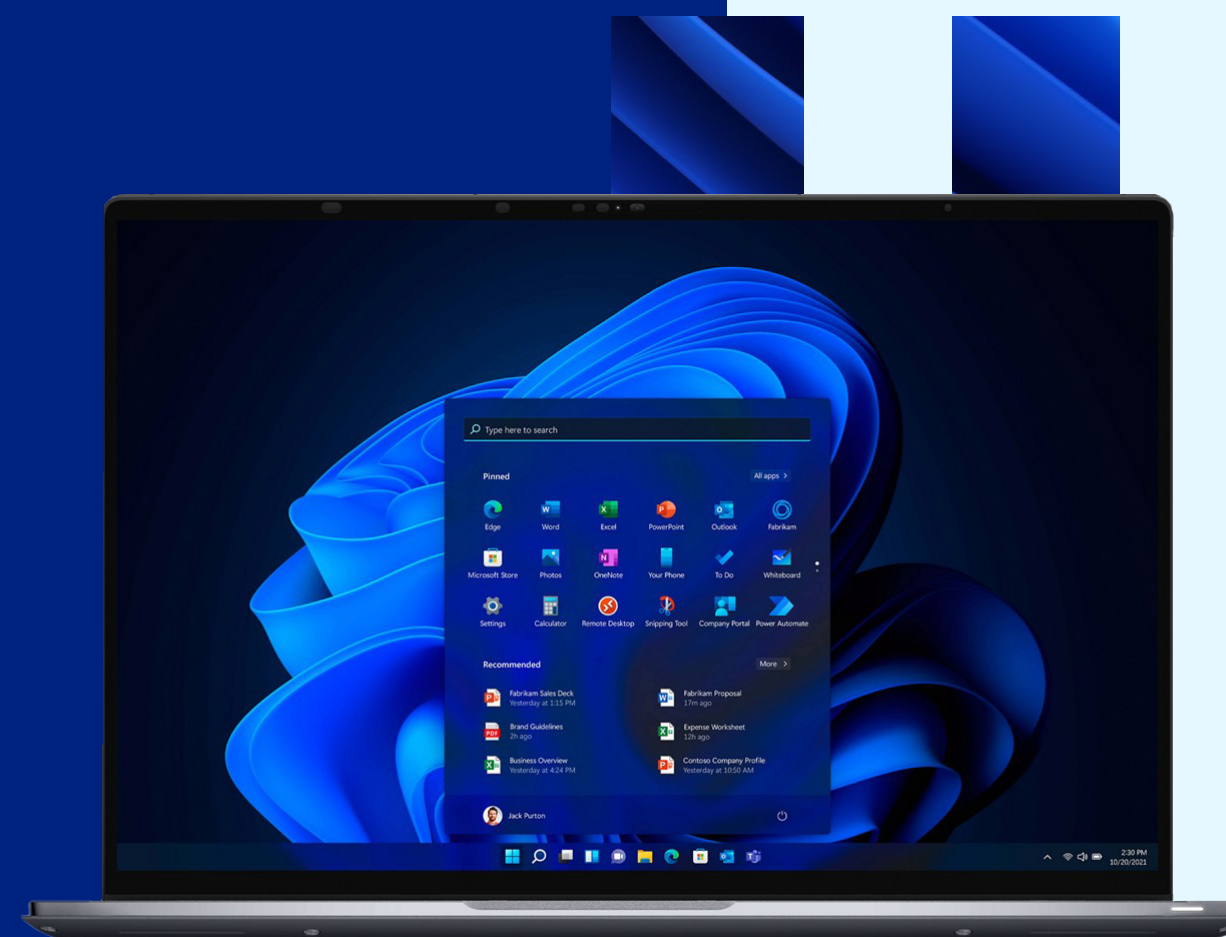 Type here to search
Pinned
All apps >
Edge
Word
Excel
PowerPoint
Outlook
Fabrikam
Microsoft Store
Photos
OneNote
Your Phone
To Do
Whiteboard
Settings
Calculator
Remote Desktop
Snipping Tool
Company Portal
Power Automate
Recommended
More >
Fabrikam Sales Deck
Yesterday at 1:15 PM
Fabrikam Proposal
17m ago
Brand Guidelines
2h ago
Expense Worksheet
12h ago
Business Overview
Yesterday at 4:24 PM
Contoso Company Profile
Yesterday at 10:50 AM
Jack Purton
2:30 PM
10/20/2021